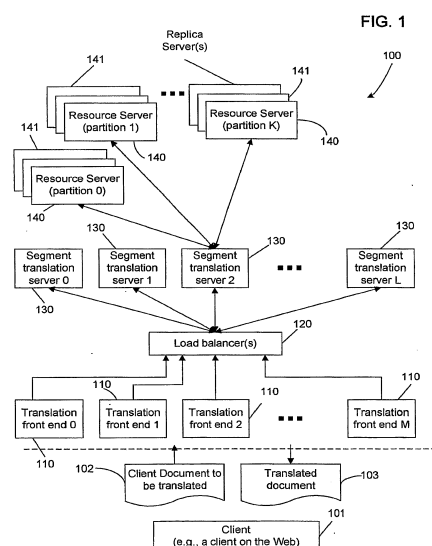 FIG. 1
Replica
Server(s)
100
141
141
Resource Server
(partition 1)
Resource Server
(partition K)
140
141
140
Resource Server
(partition 0)
140
130
130
130
130
Segment
translation
server 0
Segment
translation
server 1
Segment
translation
server 2
Segment
translation
server L
130
120
Load balancer(s)
110
110
110
110
Translation
front end 0
Translation
front end 1
Translation
front end 2
Translation
front end M
110
102
Client Document to
be translated
Translated
document
103
101
Client
(e.g., a client on the Web)